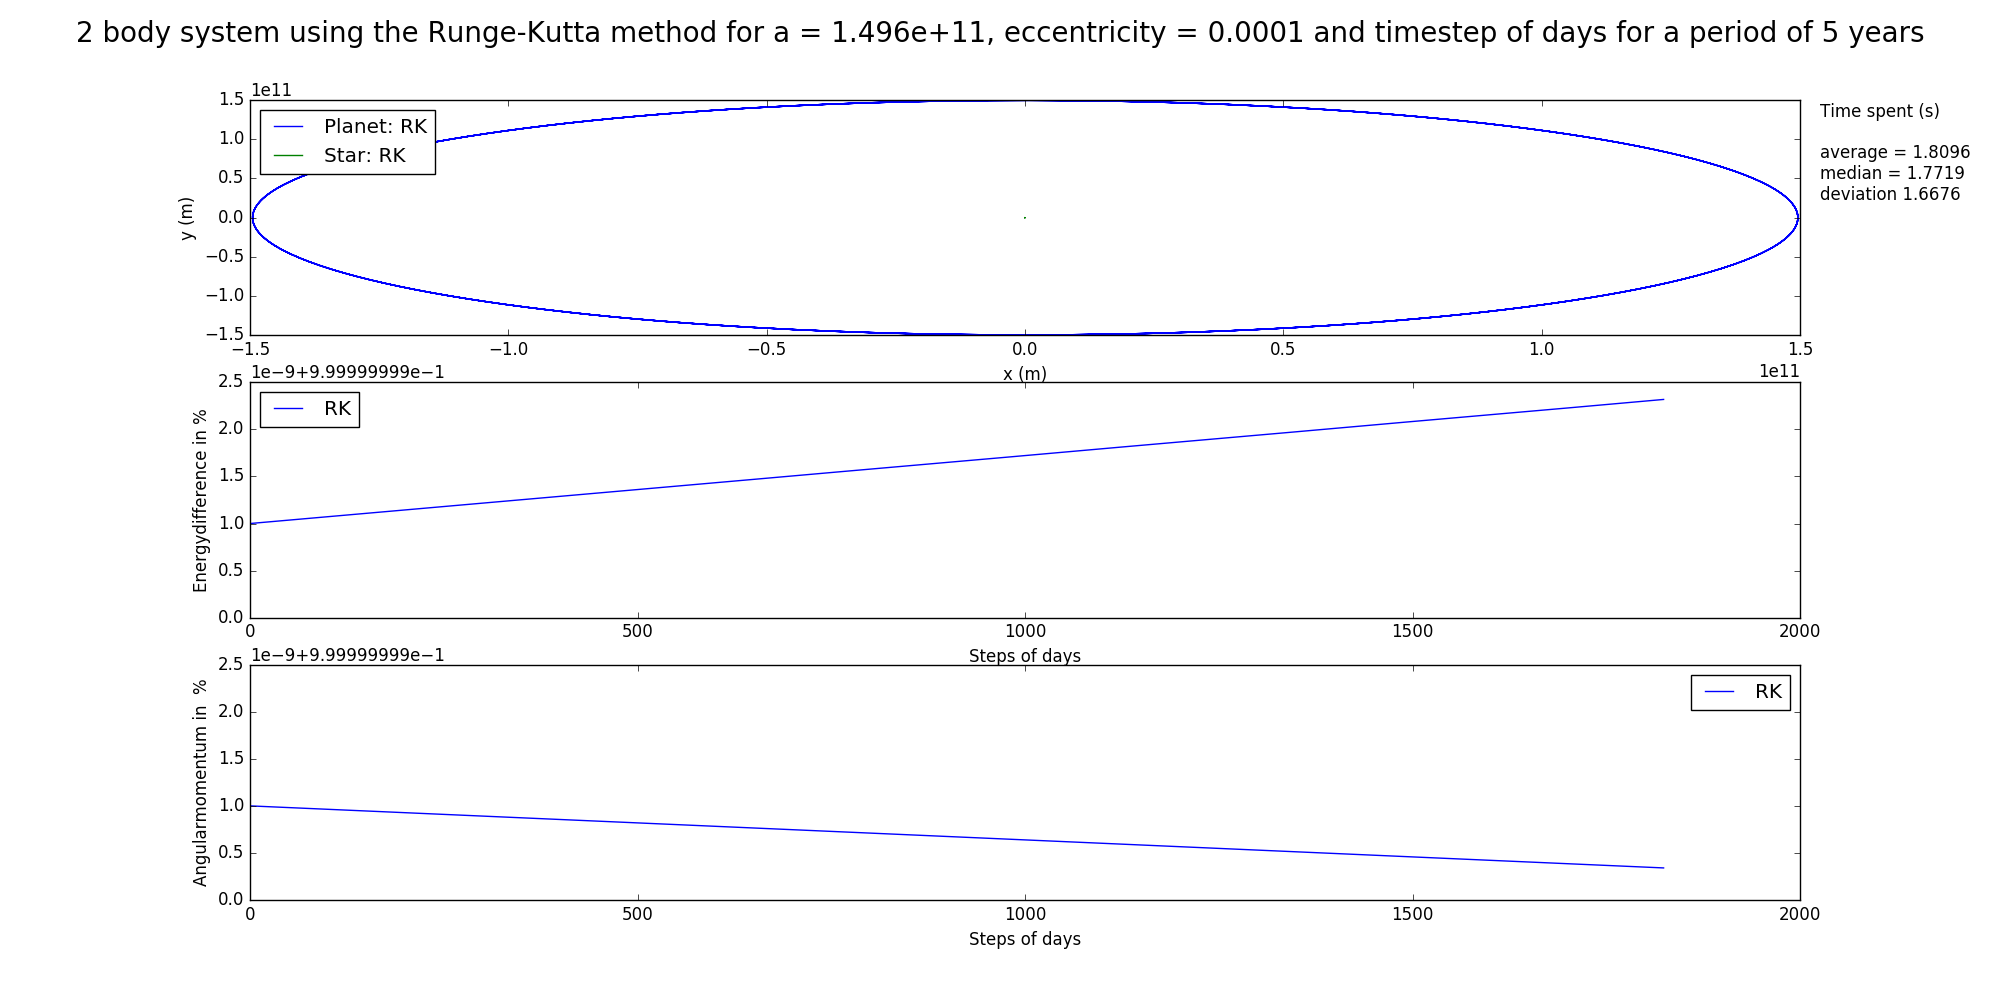 2 body system using the Runge-Kutta method for a = 1.496e+11, eccentricity = 0.0001 and timestep of days for a period of 5 years
1e11
1.5
1.0
0.5
0.0
−0.5
−1.0
−1.5
y (m)
Planet: RK
Star: RK
−1.5
−1.0
−0.5
0.0
0.5
1.0
1.5
x (m)
1e11
Time spent (s)
average = 1.8096
median = 1.7719
deviation 1.6676
1e−9+9.99999999e−1
2.5
2.0
1.5
1.0
0.5
0.0
Energydifference in %
RK
0
500
1000
1500
2000
Steps of days
1e−9+9.99999999e−1
2.5
2.0
1.5
1.0
0.5
0.0
Angularmomentum in  %
RK
0
500
1000
1500
2000
Steps of days